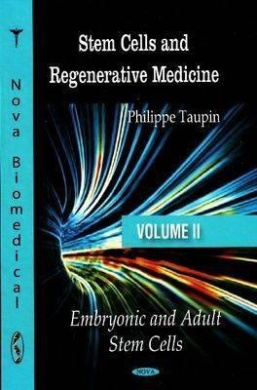 Stem Cells and
Regenerative Medicine
Philippe Taupin
Nova Biomedical
VOLUME II
Embryonic and Adult
Stem Cells
NOVA